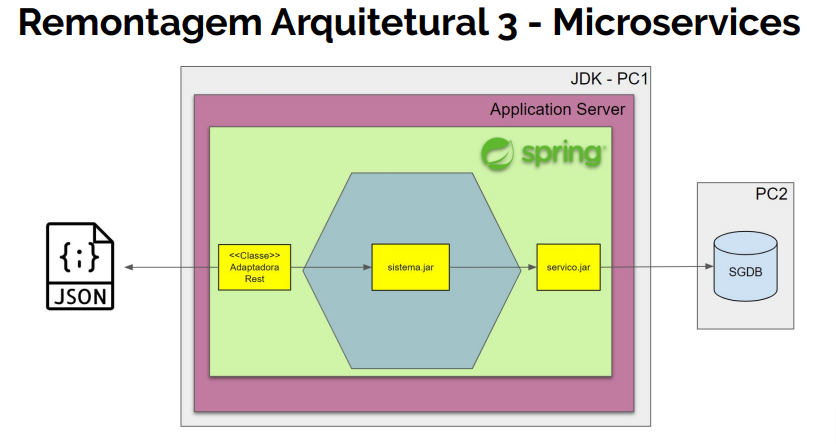 Remontagem Arquitetural 3 - Microservices
JDK - PC1
Application Server
spring
PC2
<<Classe>>
Adaptadora
Rest
sistema.jar
servico.jar
SGDB
{;}
JSON